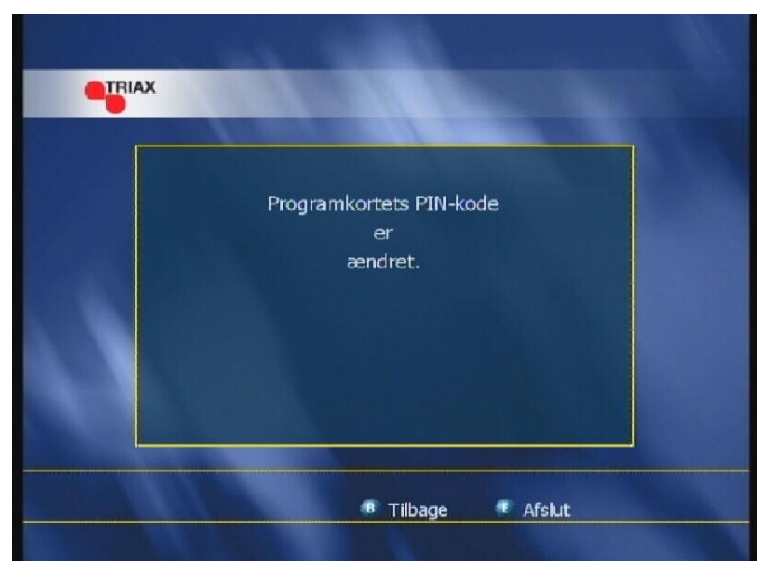 TRIAX
Programkortets PIN-kode
er
ændret.
B Tilbage E Afslut